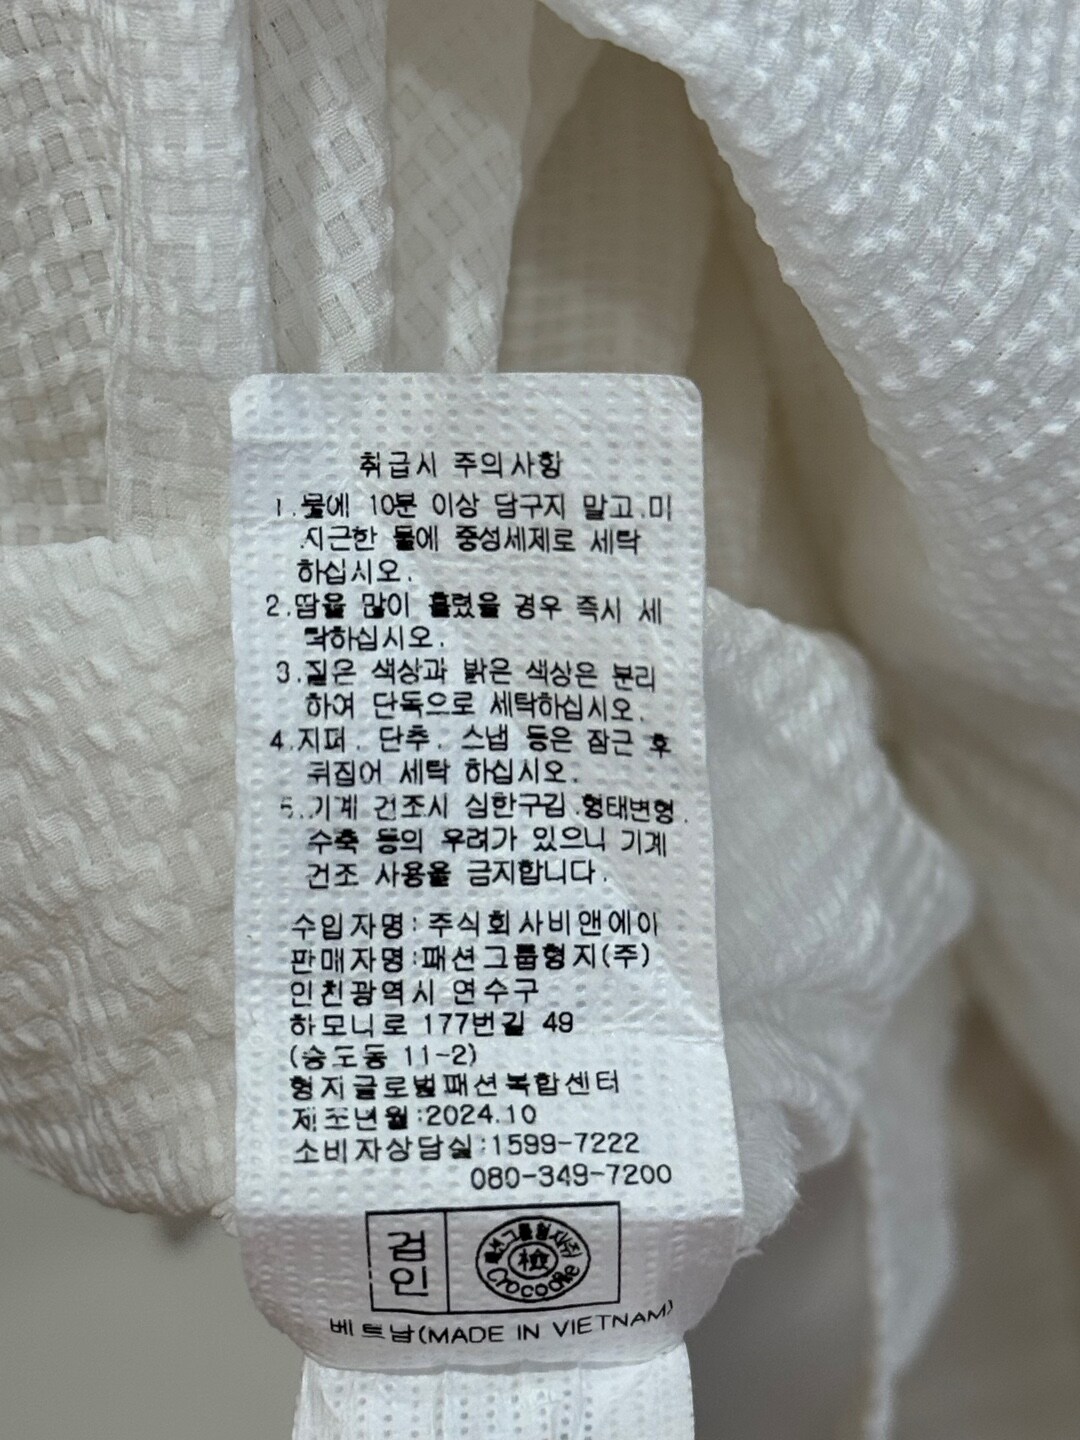 취급시 주의사항
1.물에 10분 이상 담구지 말고,미
지근한 물에 중성세제로 세탁
하십시오.
2.땀을 많이 흘렸을 경우 즉시 세
탁하십시오.
3.짙은 색상과 밝은 색상은 분리
하여 단독으로 세탁하십시오.
4.지퍼, 단추, 스냅 등은 잠근 후
뒤집어 세탁 하십시오.
5.기계 건조시 심한구김,형태변형,
수축 등의 우려가 있으니 기계
건조 사용을 금지합니다.
수입자명:주식회사비앤에이
판매자명:패션그룹형지(주)
인천광역시 연수구
하모니로 177번길 49
(송도동 11-2)
형지글로벌패션복합센터
제조년월:2024.10
소비자상담실:1599-7222
080-349-7200
검인
패션그룹형지(주)
檢
Crocodile
베트남(MADE IN VIETNAM)